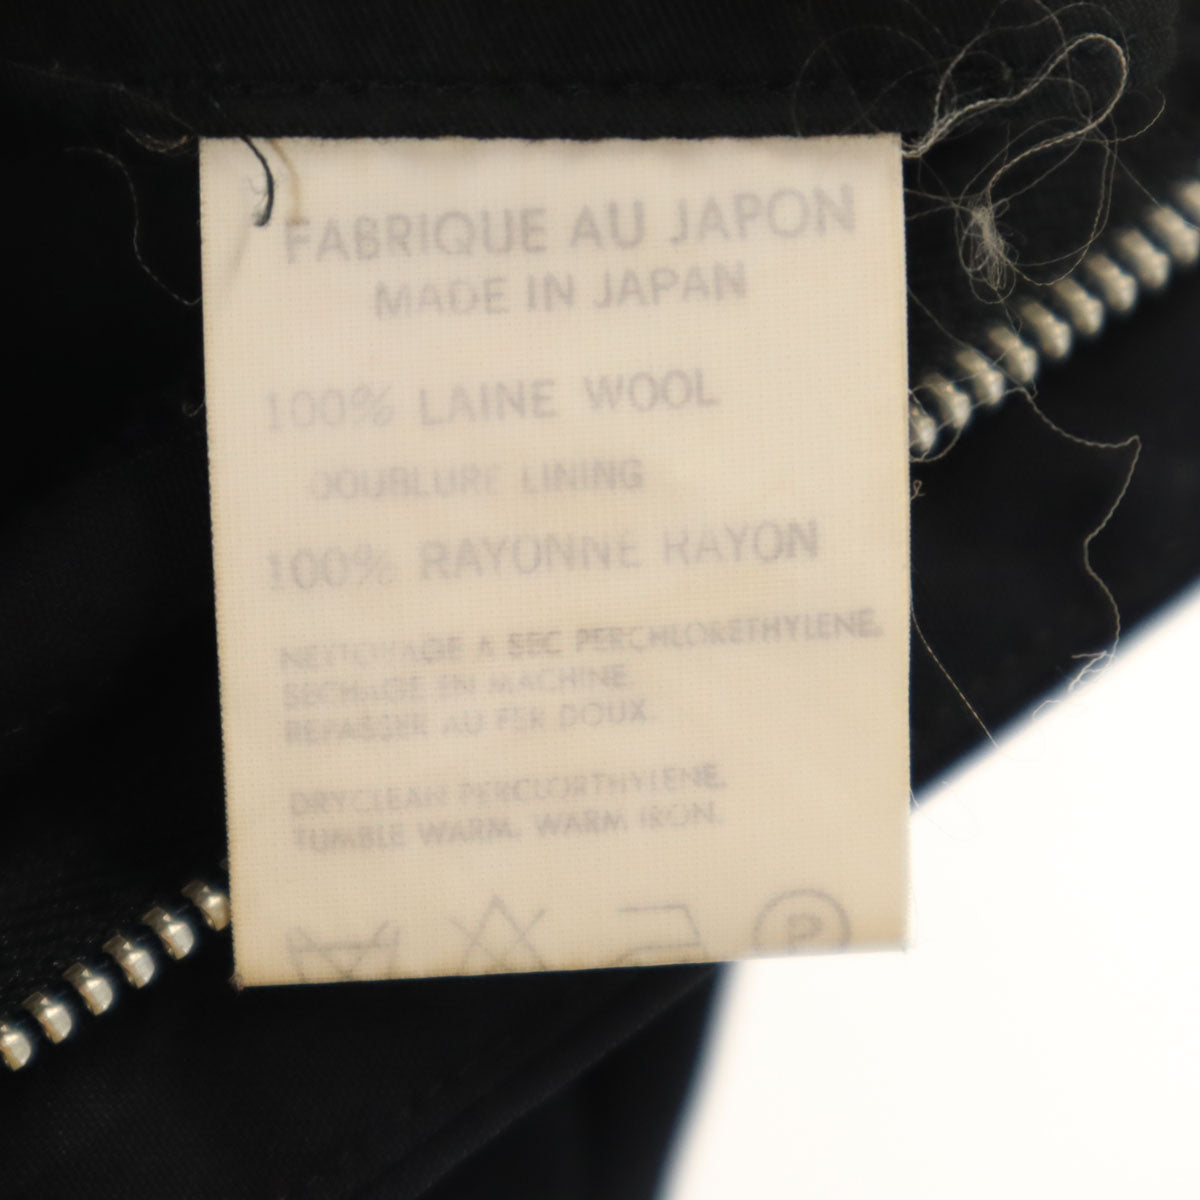 FABRIQUE AU JAPON
MADE IN JAPAN
100% LAINE WOOL
DOUBLURE LINING
100% RAYONNE RAYON
NETTOYAGE A SEC PERCHLORETHYLENE.
SECHAGE EN MACHINE.
REPASSER AU FER DOUX.
DRYCLEAN PERCLORTHYLENE.
TUMBLE WARM. WARM IRON.
P